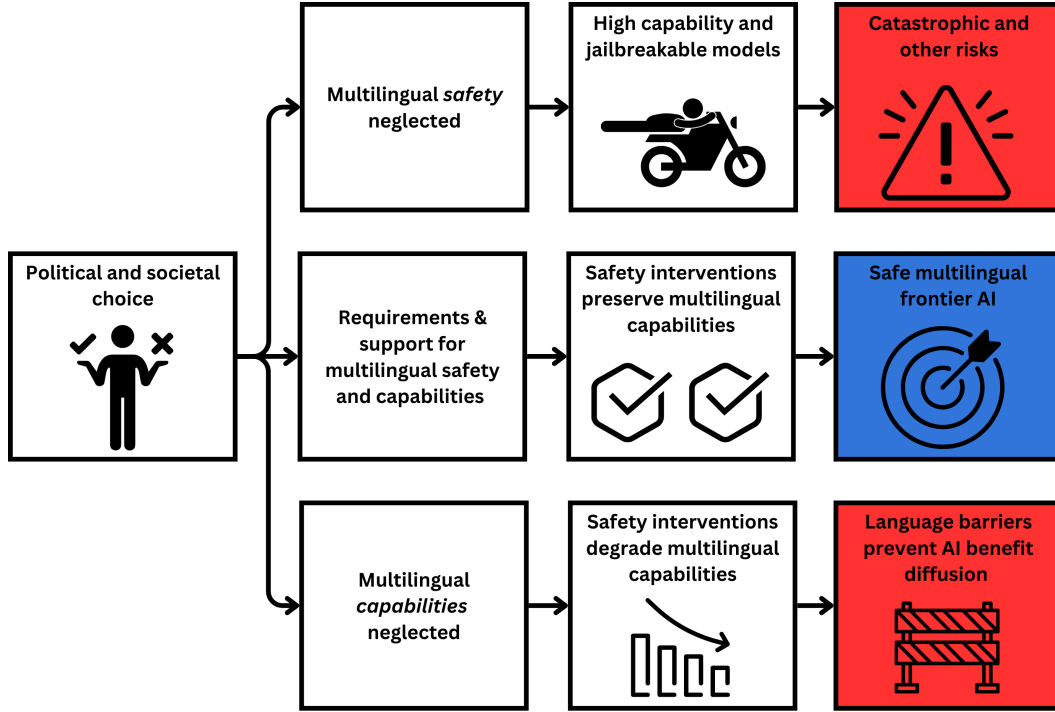 Political and societal
choice
Multilingual safety
neglected
High capability and
jailbreakable models
Catastrophic and
other risks
Requirements &
support for
multilingual safety
and capabilities
Safety interventions
preserve multilingual
capabilities
Safe multilingual
frontier AI
Multilingual
capabilities
neglected
Safety interventions
degrade multilingual
capabilities
Language barriers
prevent AI benefit
diffusion